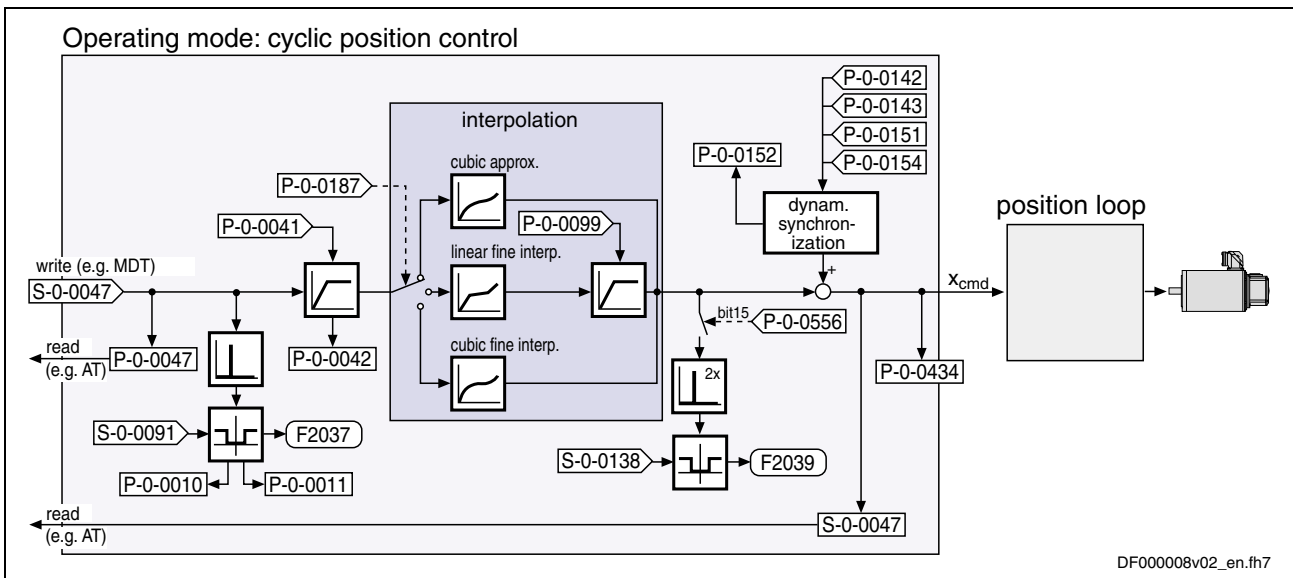 Operating mode: cyclic position control
P-0-0142
P-0-0143
P-0-0151
P-0-0154
P-0-0152
dynam.
synchron-
ization
interpolation
cubic approx.
P-0-0187
P-0-0099
P-0-0041
linear fine interp.
position loop
write (e.g. MDT)
S-0-0047
+
xcmd
bit15
P-0-0556
read
(e.g. AT)
P-0-0047
P-0-0042
cubic fine interp.
2x
P-0-0434
S-0-0091
F2037
P-0-0010
P-0-0011
S-0-0138
F2039
read
(e.g. AT)
S-0-0047
DF000008v02_en.fh7